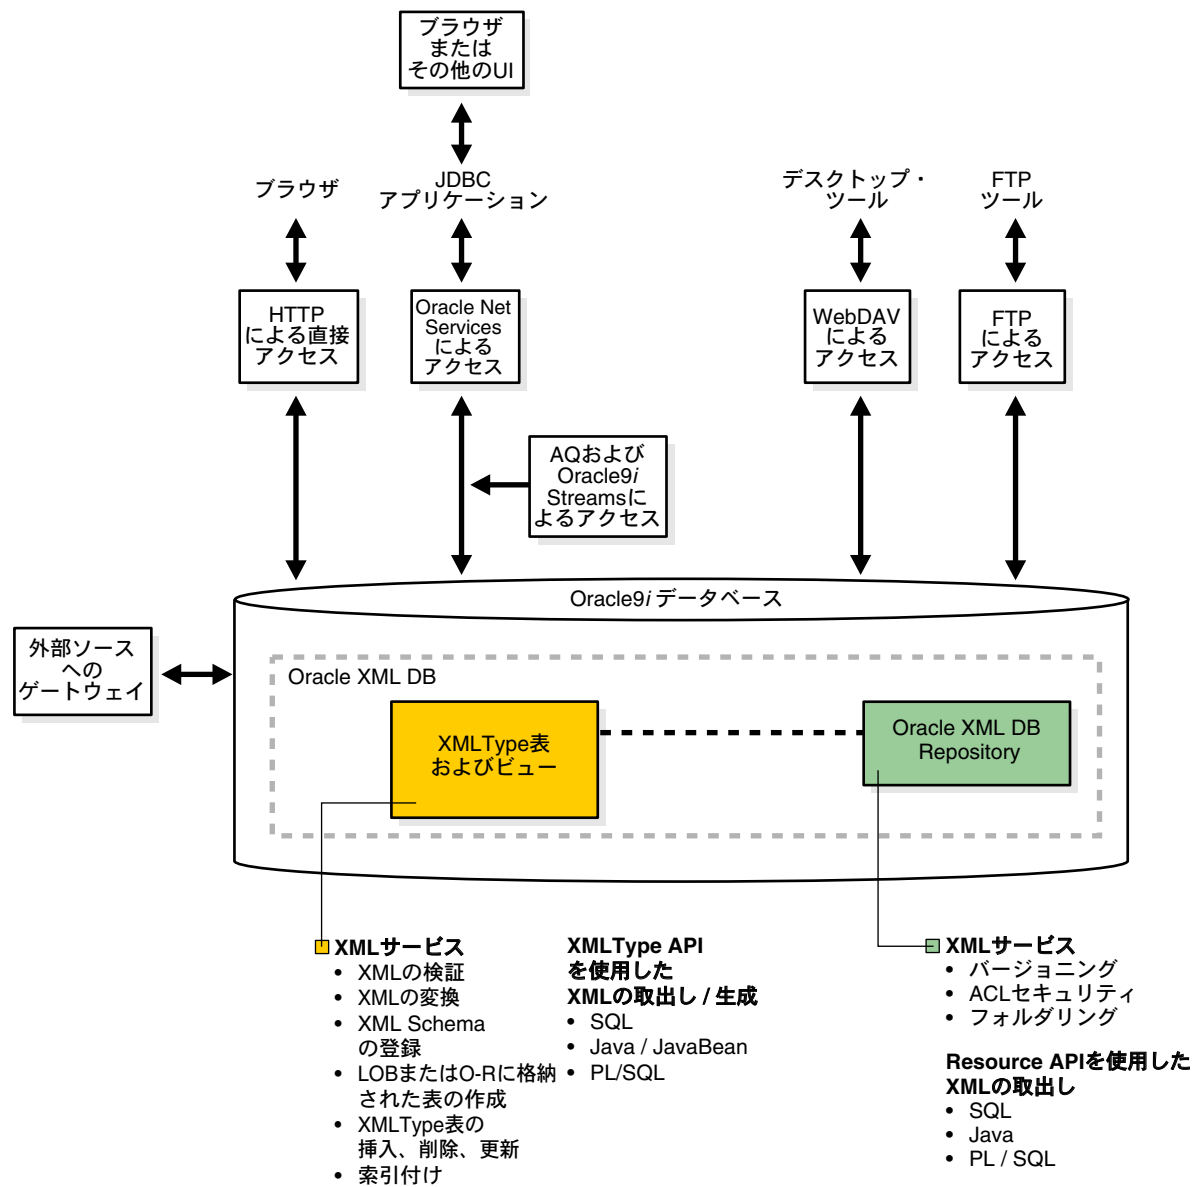 ブラウザ
または
その他のUI
ブラウザ
JDBC
アプリケーション
デスクトップ・
ツール
FTP
ツール
HTTP
による直接
アクセス
Oracle Net
Services
による
アクセス
WebDAV
による
アクセス
FTP
による
アクセス
AQおよび
Oracle9i
Streamsに
よるアクセス
Oracle9i データベース
外部ソース
への
ゲートウェイ
Oracle XML DB
XMLType表
およびビュー
Oracle XML DB
Repository
XMLサービス
• XMLの検証
• XMLの変換
• XML Schema
の登録
• LOBまたはO-Rに格納
された表の作成
• XMLType表の
挿入、削除、更新
• 索引付け
XMLType API
を使用した
XMLの取出し / 生成
• SQL
• Java / JavaBean
• PL/SQL
XMLサービス
• バージョニング
• ACLセキュリティ
• フォルダリング
Resource APIを使用した
XMLの取出し
• SQL
• Java
• PL / SQL